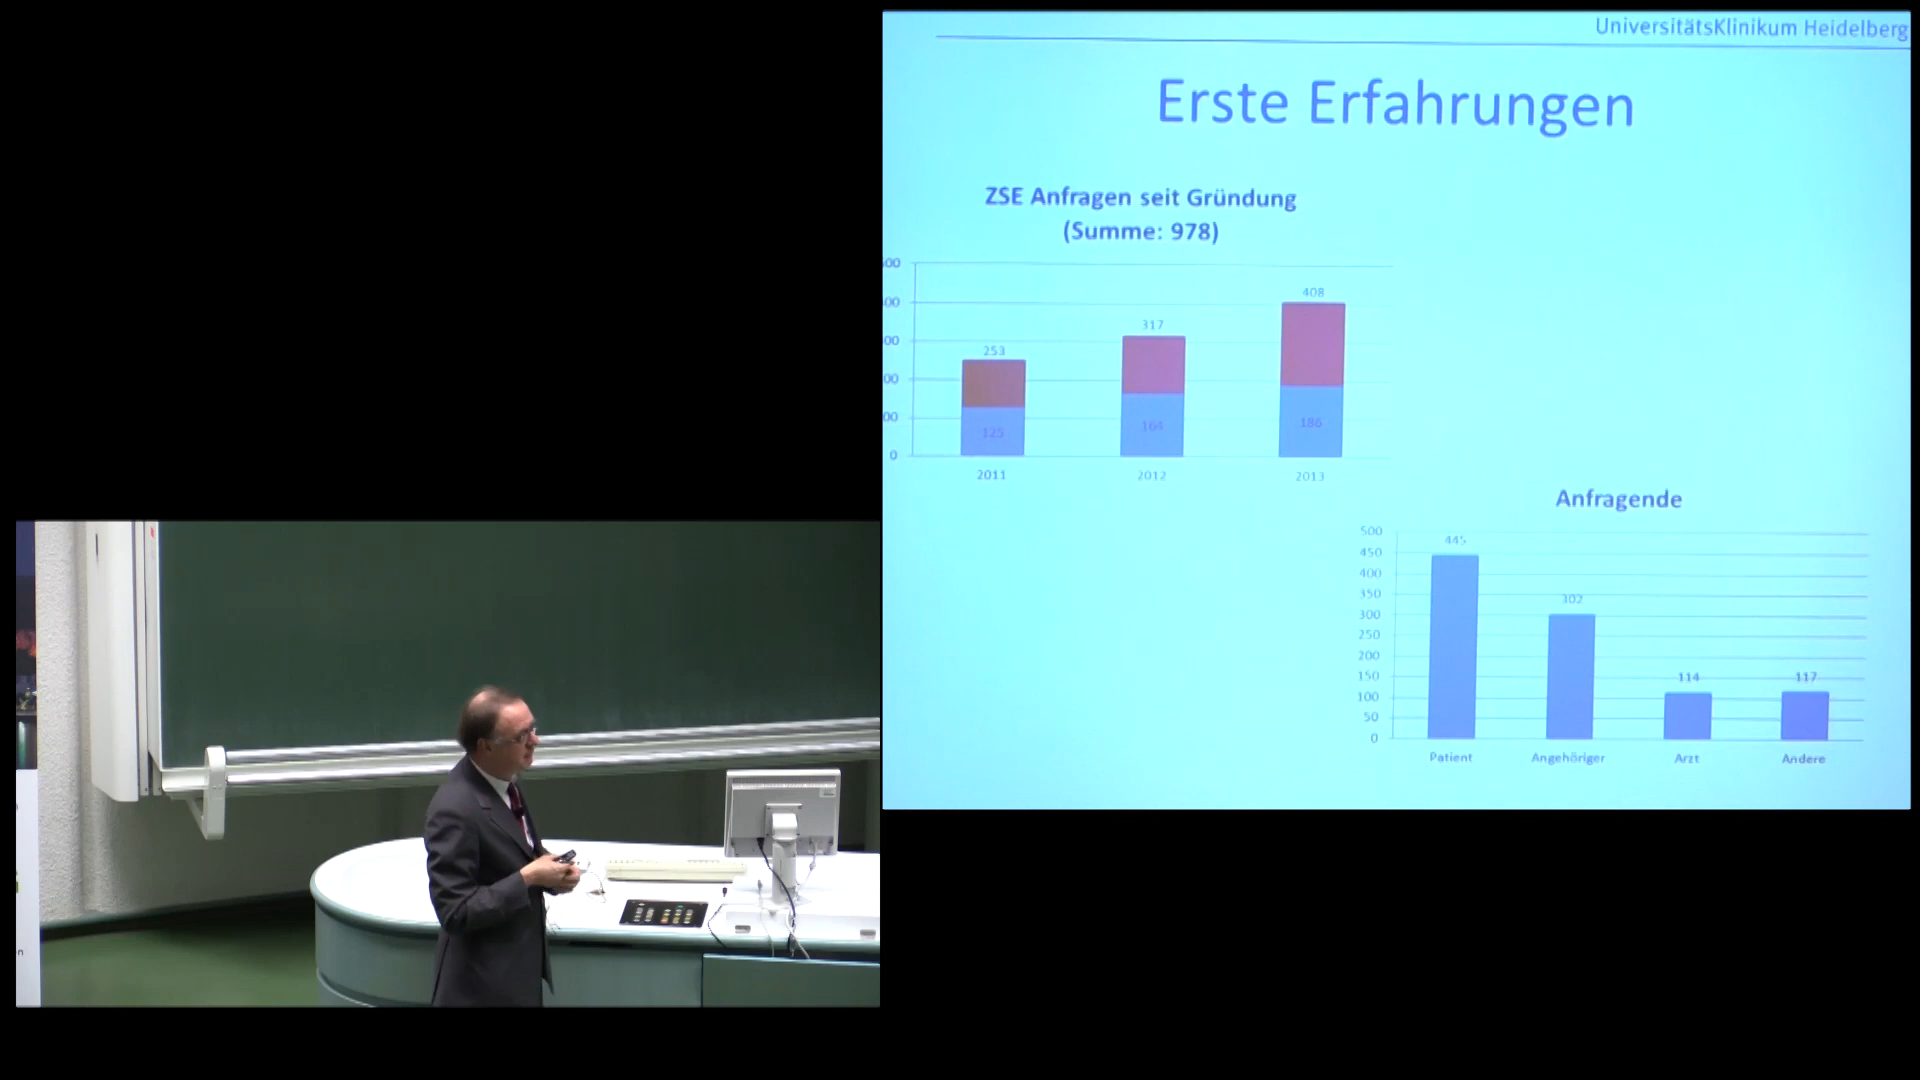 UniversitätsKlinikum Heidelberg
Erste Erfahrungen
ZSE Anfragen seit Gründung
(Summe: 978)
408
317
253
125
164
186
0
2011
2012
2013
Anfragende
500
450
400
350
300
250
200
150
100
50
0
445
302
114
117
Patient
Angehöriger
Arzt
Andere